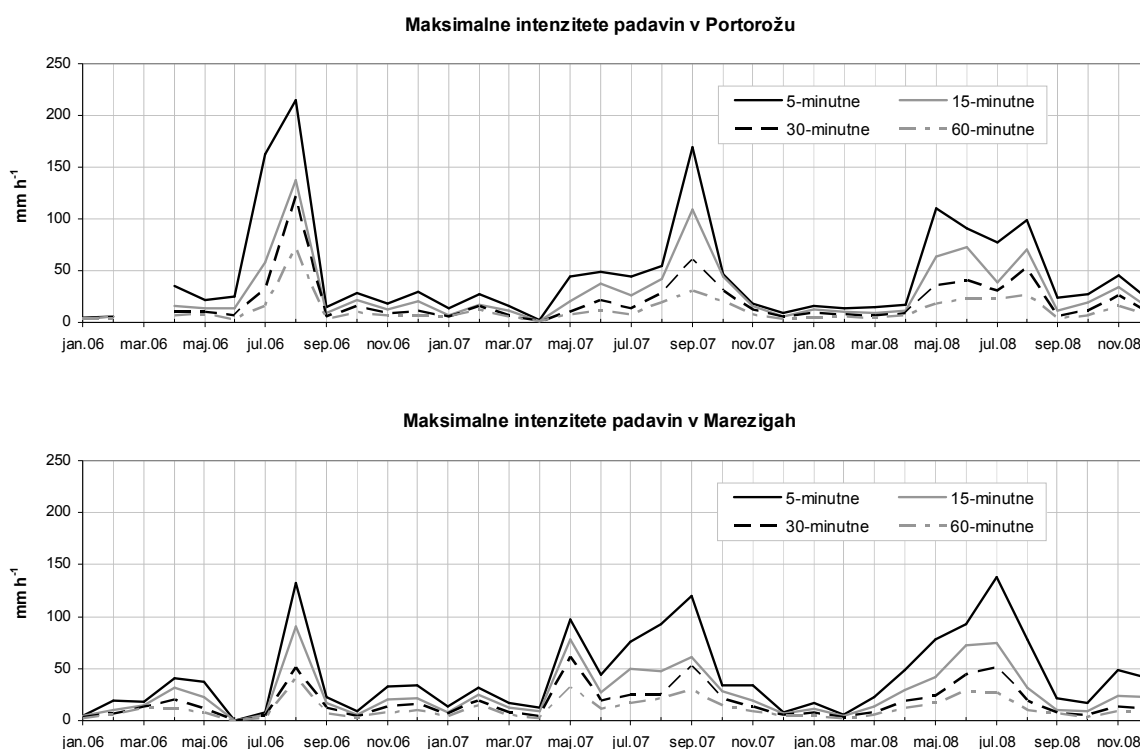 Maksimalne intenzitete padavin v Portorožu
250
200
150
100
50
0
mm h-1
5-minutne 15-minutne
30-minutne 60-minutne
jan.06 mar.06 maj.06 jul.06 sep.06 nov.06 jan.07 mar.07 maj.07 jul.07 sep.07 nov.07 jan.08 mar.08 maj.08 jul.08 sep.08 nov.08
Maksimalne intenzitete padavin v Marezigah
250
200
150
100
50
0
mm h-1
5-minutne 15-minutne
30-minutne 60-minutne
jan.06 mar.06 maj.06 jul.06 sep.06 nov.06 jan.07 mar.07 maj.07 jul.07 sep.07 nov.07 jan.08 mar.08 maj.08 jul.08 sep.08 nov.08